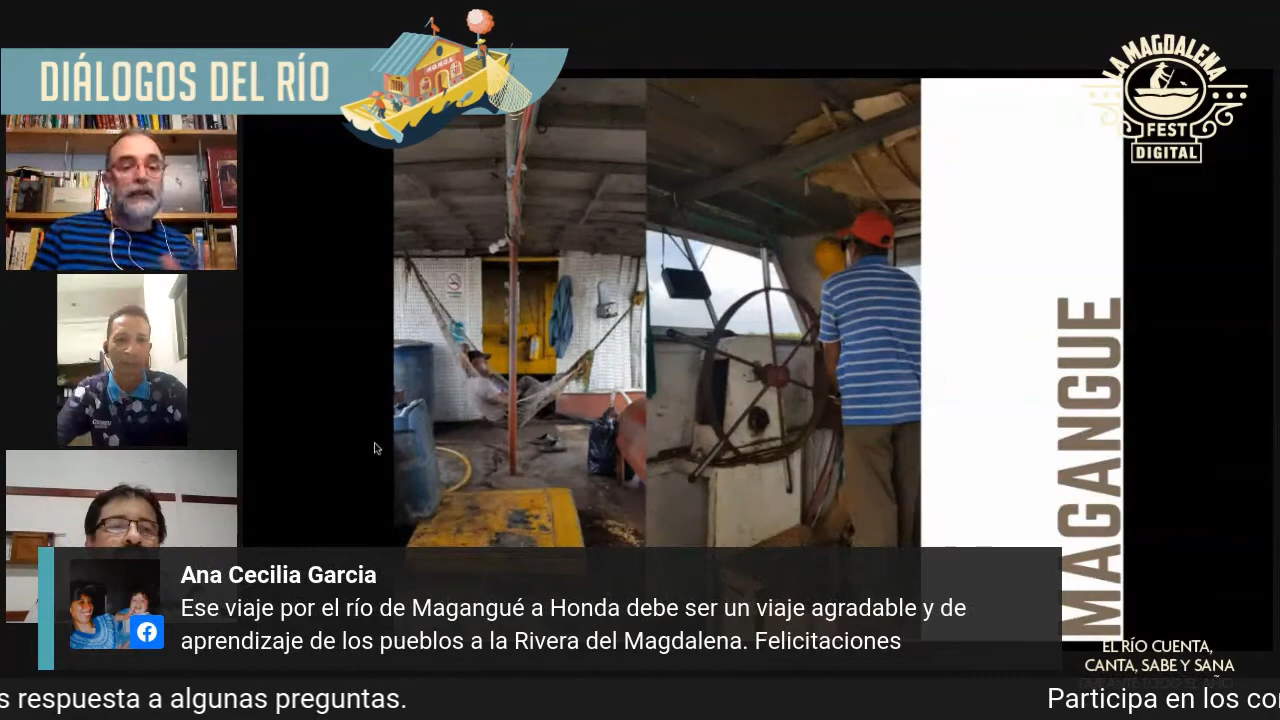 DIÁLOGOS DEL RÍO
HONDA
LA MAGDALENA
FEST
DIGITAL
MAGANGUE
Ana Cecilia Garcia
Ese viaje por el río de Magangué a Honda debe ser un viaje agradable y de
aprendizaje de los pueblos a la Rivera del Magdalena. Felicitaciones
EL RÍO CUENTA,
CANTA, SABE Y SANA
s respuesta a algunas preguntas.
Participa en los co